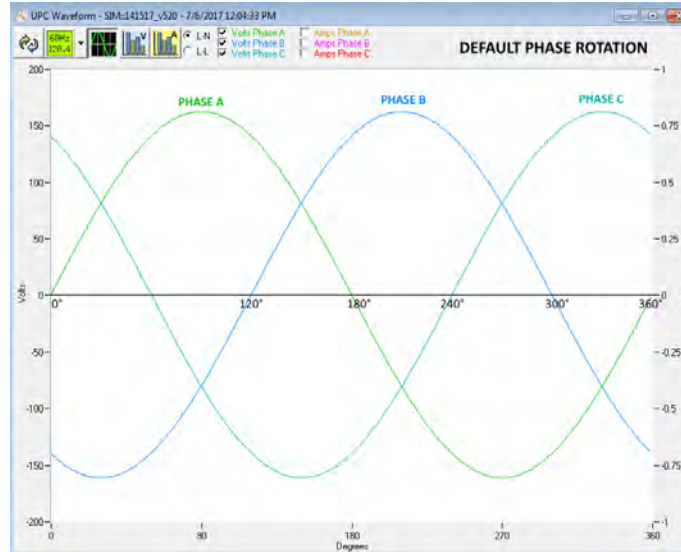 UPC Waveform - SIM:141517_v520 - 7/6/2017 12:04:33 PM
60Hz
120.4
V
A
L-N
L-L
Volts Phase A
Volts Phase B
Volts Phase C
Amps Phase A
Amps Phase B
Amps Phase C
DEFAULT PHASE ROTATION
200
1
PHASE A
PHASE B
PHASE C
150
0.75
100
0.5
50
0.25
Volts
0
0° 120° 180° 240° 300° 360°
0
-50
-0.25
-100
-0.5
-150
-0.75
-200
-1
0 90 180 270 360
Degrees